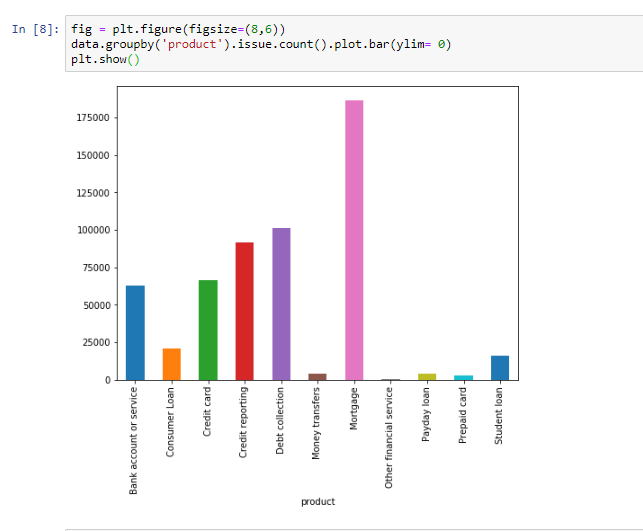 In [8]: fig = plt.figure(figsize=(8,6))
data.groupby('product').issue.count().plot.bar(ylim= 0)
plt.show()
175000
150000
125000
100000
75000
50000
25000
0
Bank account or service
Consumer Loan
Credit card
Credit reporting
Debt collection
Money transfers
Mortgage
Other financial service
Payday loan
Prepaid card
Student loan
product